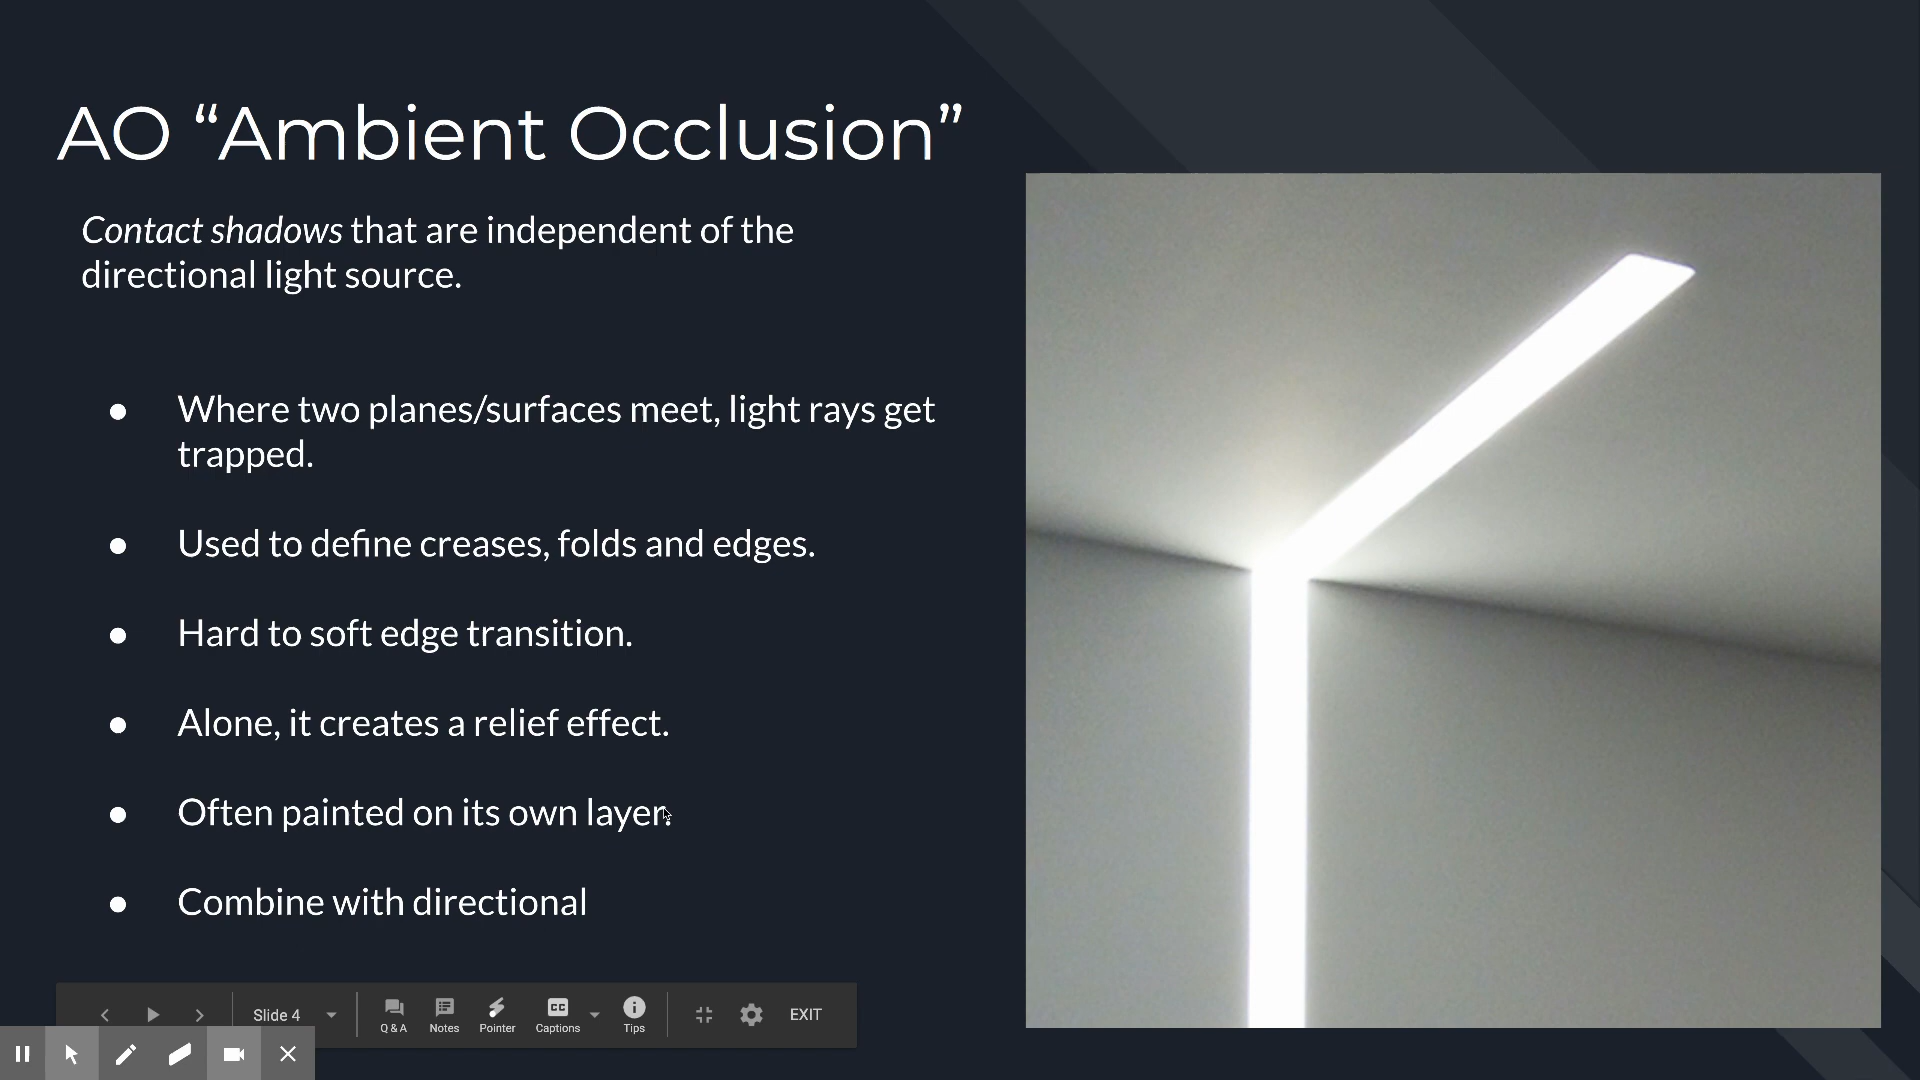 AO “Ambient Occlusion”
Contact shadows that are independent of the
directional light source.
● Where two planes/surfaces meet, light rays get
trapped.
● Used to define creases, folds and edges.
● Hard to soft edge transition.
● Alone, it creates a relief effect.
● Often painted on its own layer.
● Combine with directional
Slide 4
Q & A
Notes
Pointer
CC
Captions
Tips
EXIT